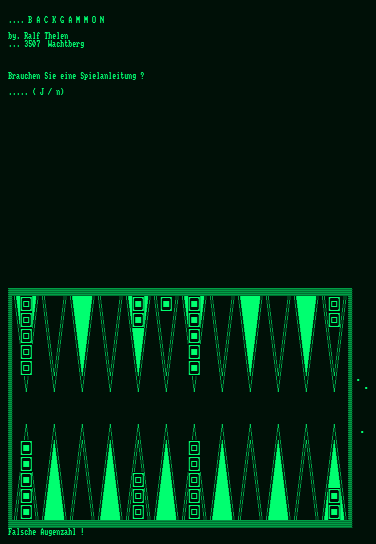 .... B A C K G A M M O N
by. Ralf Thelen
... 3507  Wachtberg
Brauchen Sie eine Spielanleitung ?
..... ( J / n)
Falsche Augenzahl !